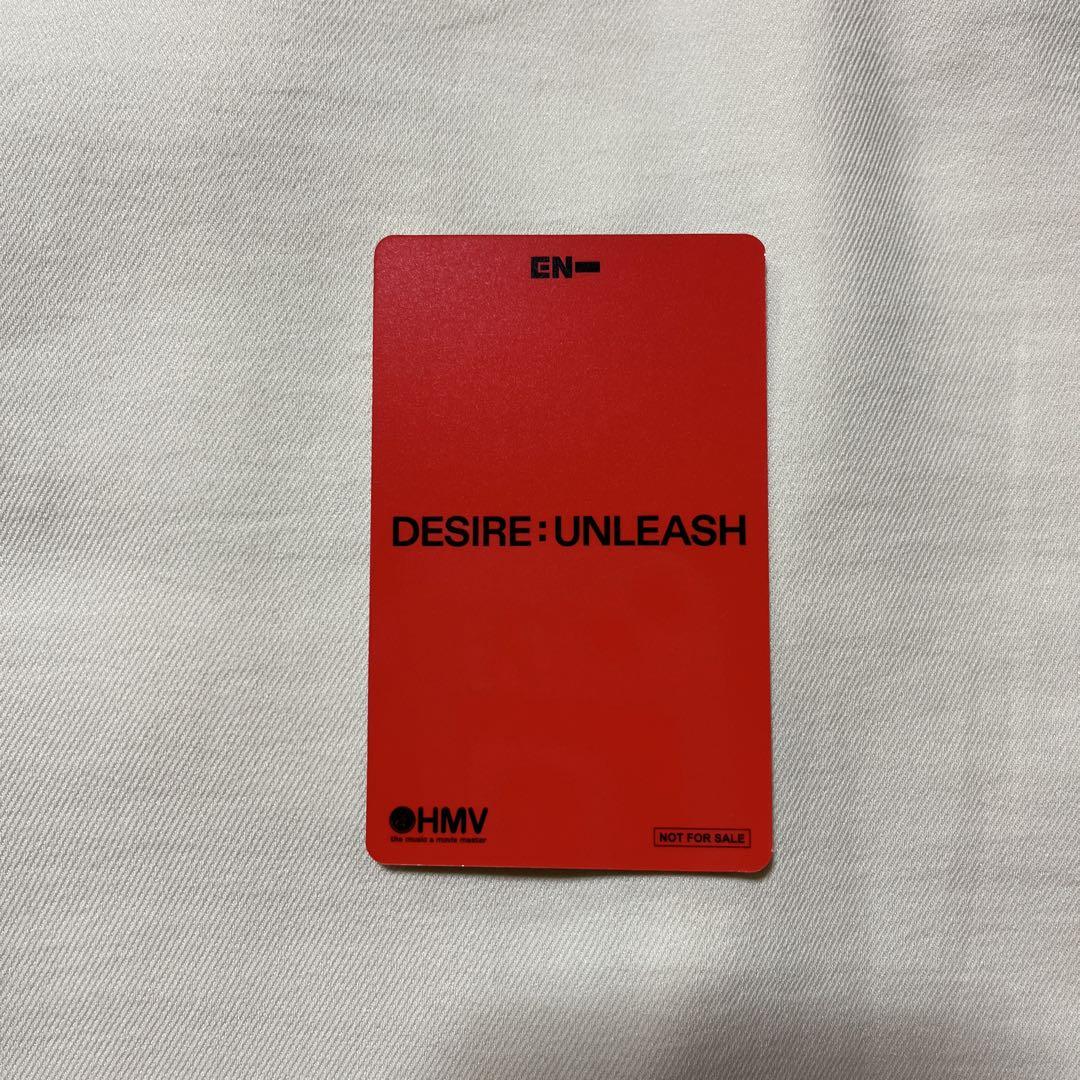 EN-
DESIRE:UNLEASH
HMV
the music & movie master
NOT FOR SALE